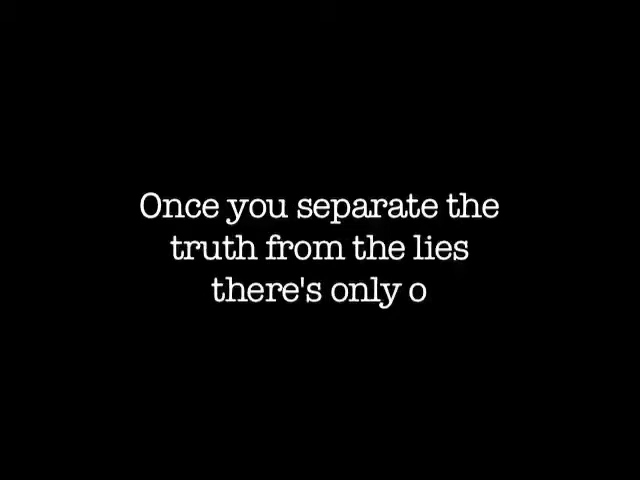 Once you separate the
truth from the lies
there's only o